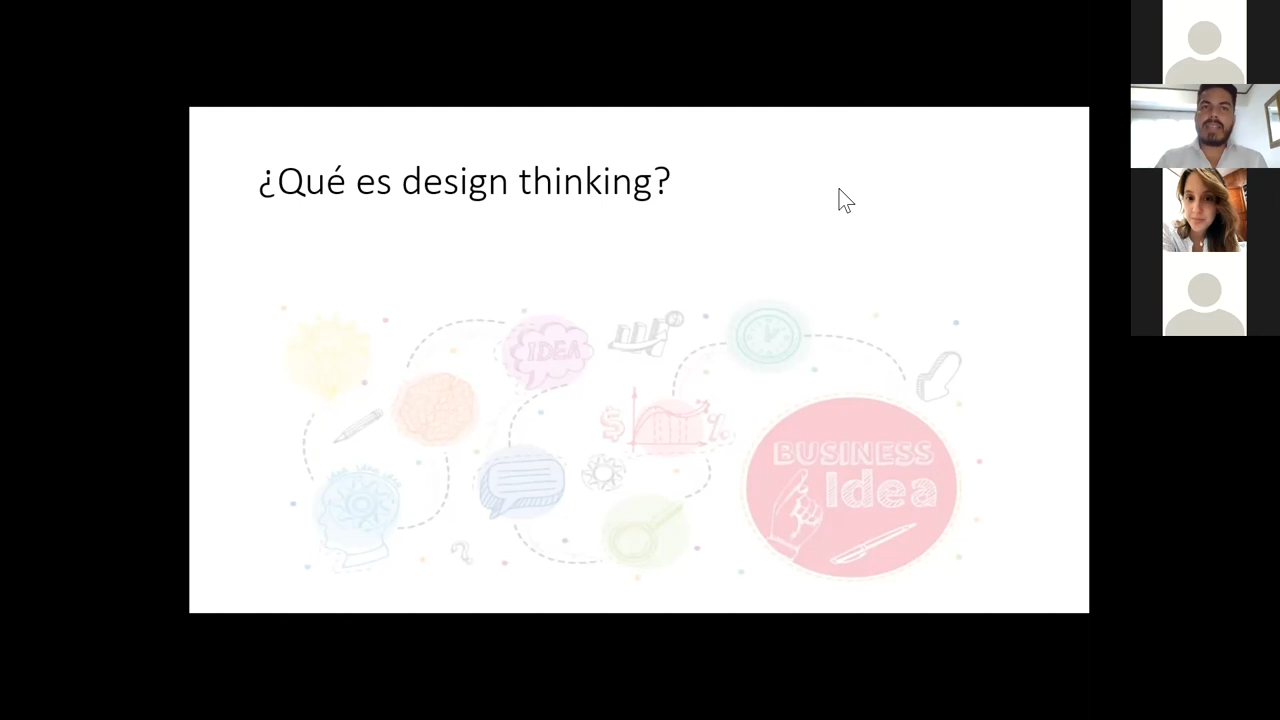 ¿Qué es design thinking?
IDEA
$
%
?
BUSINESS
Idea